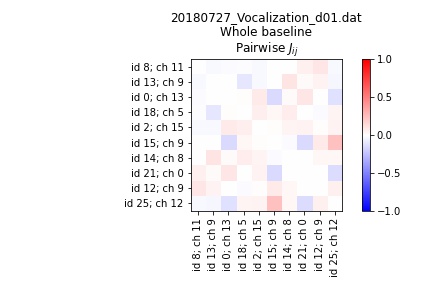 20180727_Vocalization_d01.dat
Whole baseline
Pairwise J_{ij}
id 8; ch 11
id 13; ch 9
id 0; ch 13
id 18; ch 5
id 2; ch 15
id 15; ch 9
id 14; ch 8
id 21; ch 0
id 12; ch 9
id 25; ch 12
1.0
0.5
0.0
−0.5
−1.0
id 8; ch 11
id 13; ch 9
id 0; ch 13
id 18; ch 5
id 2; ch 15
id 15; ch 9
id 14; ch 8
id 21; ch 0
id 12; ch 9
id 25; ch 12